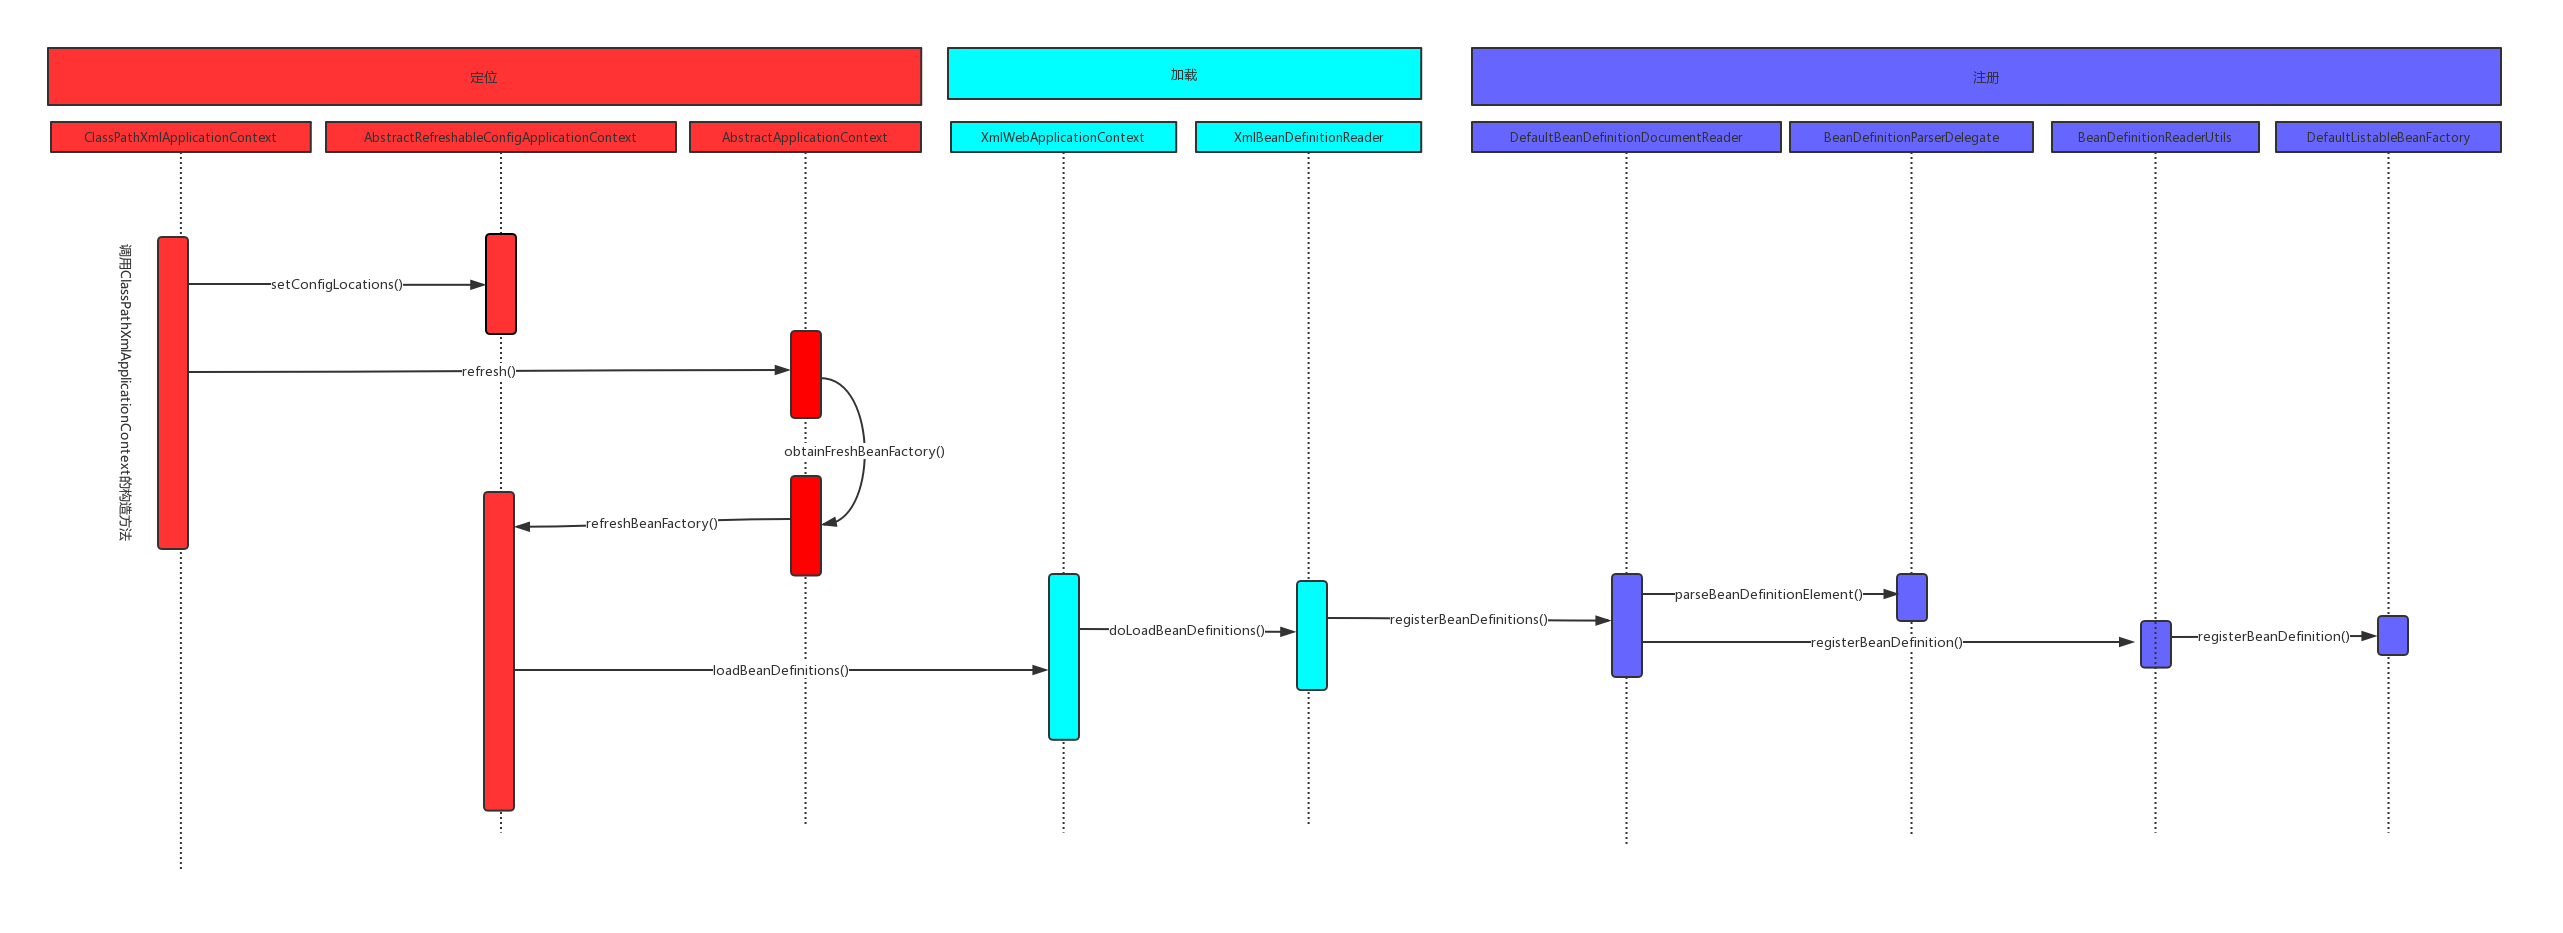 定位
加载
注册
ClassPathXmlApplicationContext
AbstractRefreshableConfigApplicationContext
AbstractApplicationContext
XmlWebApplicationContext
XmlBeanDefinitionReader
DefaultBeanDefinitionDocumentReader
BeanDefinitionParserDelegate
BeanDefinitionReaderUtils
DefaultListableBeanFactory
调用ClassPathXmlApplicationContext的构造方法
setConfigLocations()
refresh()
obtainFreshBeanFactory()
refreshBeanFactory()
loadBeanDefinitions()
doLoadBeanDefinitions()
registerBeanDefinitions()
parseBeanDefinitionElement()
registerBeanDefinition()
registerBeanDefinition()